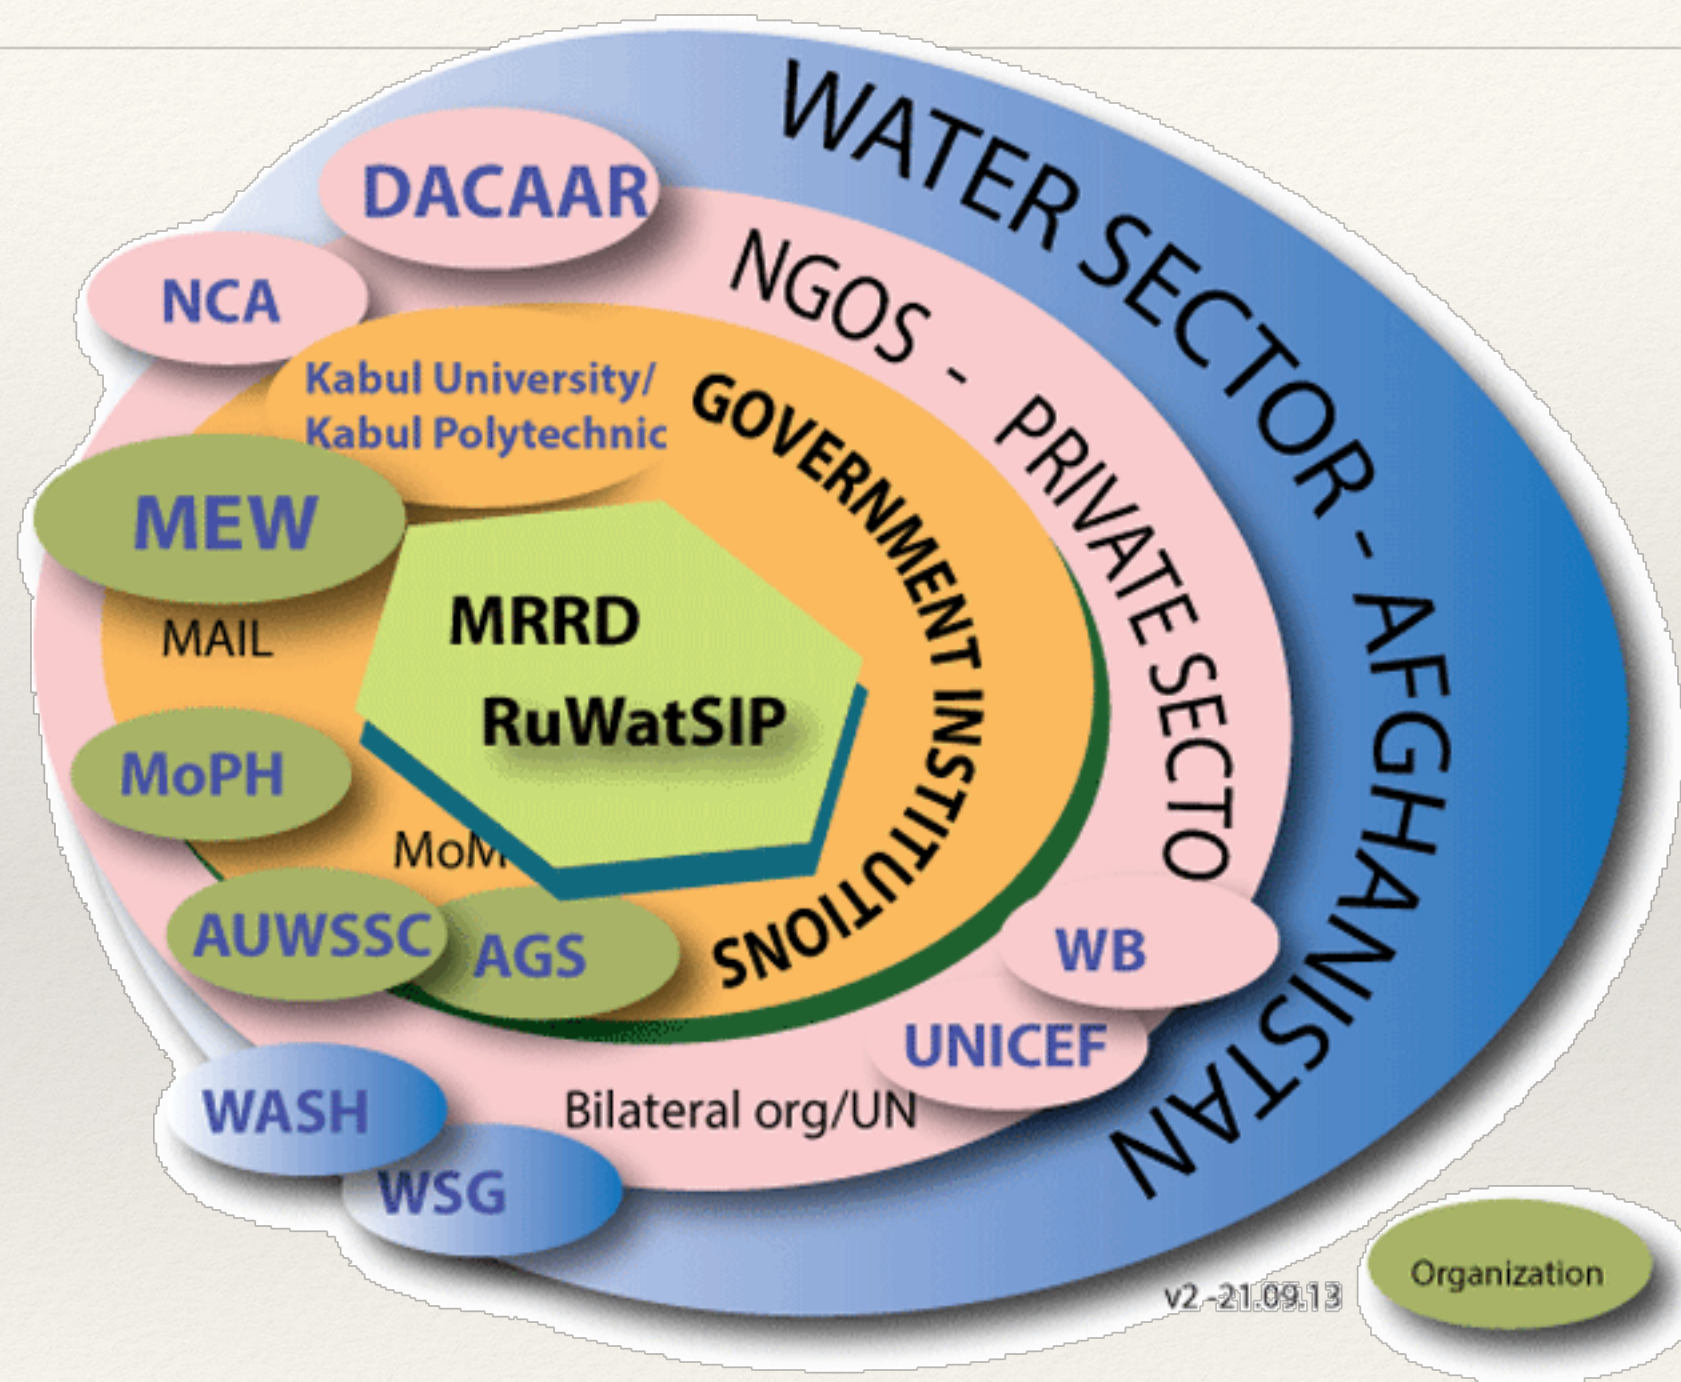 WATER SECTOR - AFGHANISTAN
DACAAR
NGOS - PRIVATE SECTO
NCA
Kabul University/
Kabul Polytechnic
GOVERNMENT INSTITUTIONS
MEW
MRRD
MAIL
RuWatSIP
MoPH
MoM
AUWSSC
AGS
WB
UNICEF
WASH
Bilateral org/UN
WSG
Organization
v2 -21.09.13